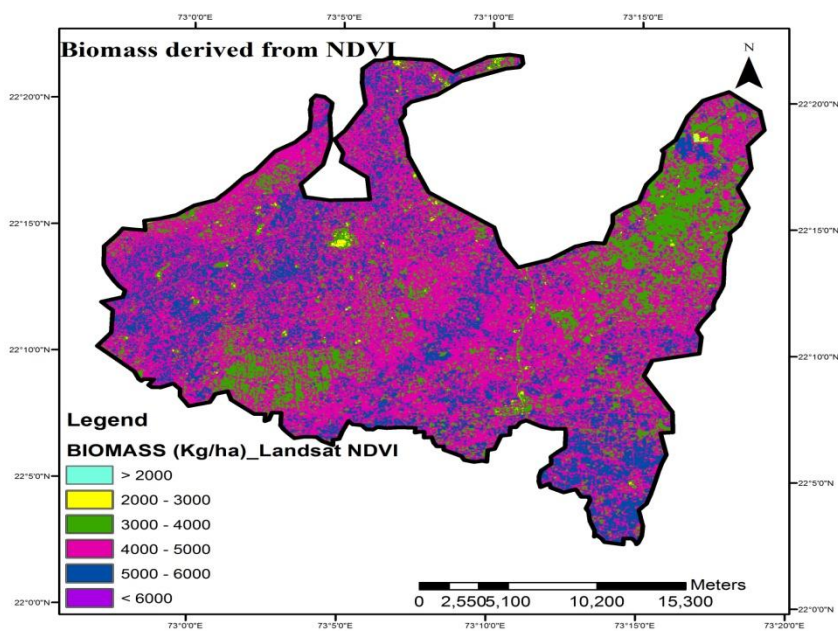 73°0'0"E 73°5'0"E 73°10'0"E 73°15'0"E
Biomass derived from NDVI
N
22°20'0"N 22°20'0"N
22°15'0"N 22°15'0"N
22°10'0"N 22°10'0"N
22°5'0"N 22°5'0"N
22°0'0"N 22°0'0"N
Legend
BIOMASS (Kg/ha)_Landsat NDVI
> 2000
2000 - 3000
3000 - 4000
4000 - 5000
5000 - 6000
< 6000
Meters
0 2,550 5,100 10,200 15,300
73°0'0"E 73°5'0"E 73°10'0"E 73°15'0"E 73°20'0"E